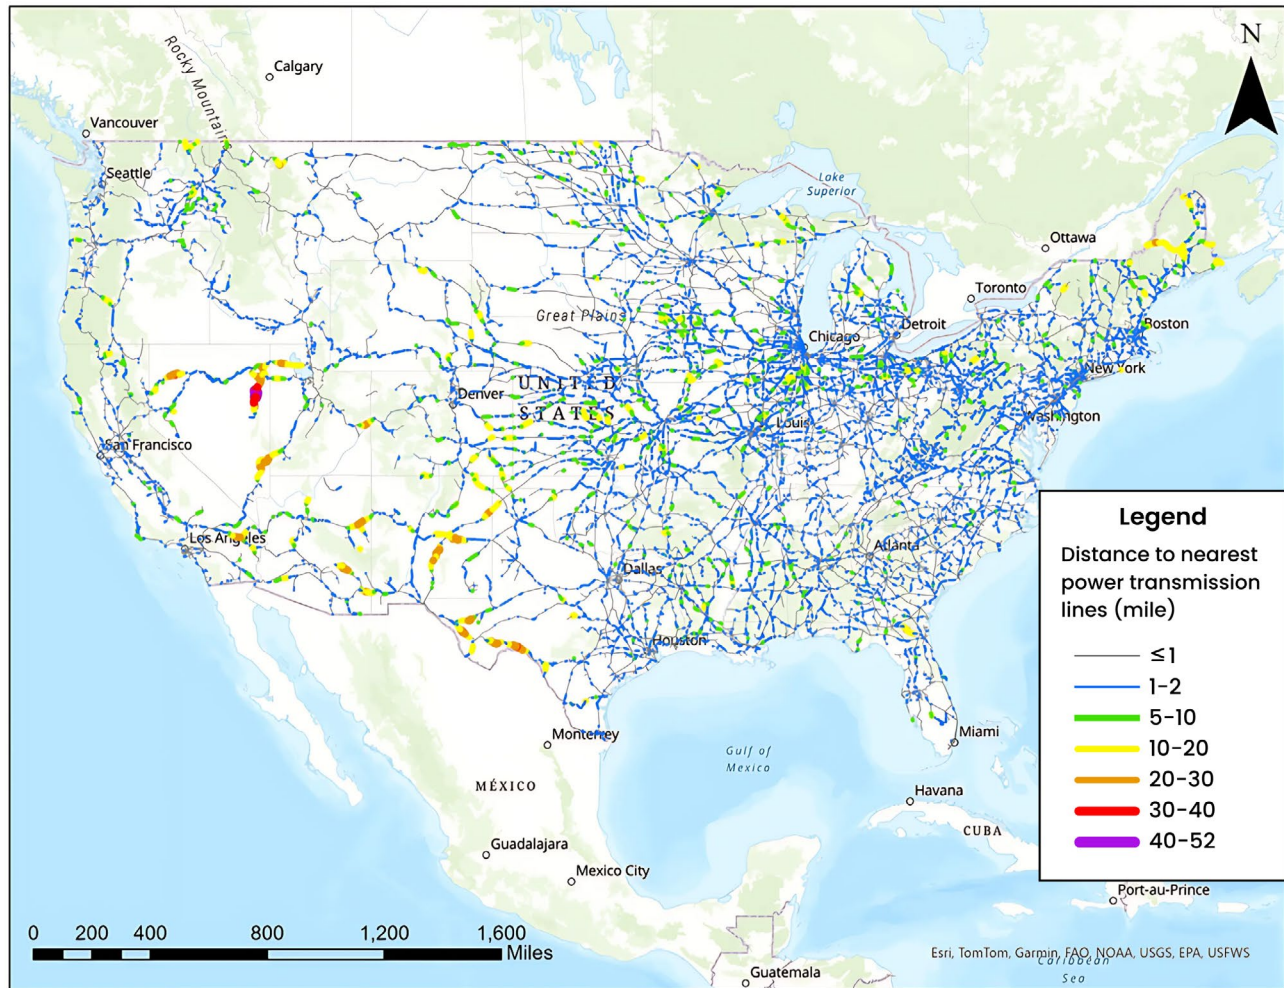 N
Rocky Mountain
Calgary
Vancouver
Seattle
Lake
Superior
Ottawa
Toronto
Great Plains
Chicago
Detroit
Boston
New York
UNITED
STATES
Denver
Louis
Washington
San Francisco
Los Angeles
Atlanta
Dallas
Houston
Monterrey
Miami
Gulf of
Mexico
MÉXICO
Havana
CUBA
Guadalajara
Mexico City
Port-au-Prince
Guatemala
Caribbean
Sea
Legend
Distance to nearest
power transmission
lines (mile)
≤1
1-2
5-10
10-20
20-30
30-40
40-52
0 200 400 800 1,200 1,600
Miles
Esri, TomTom, Garmin, FAO, NOAA, USGS, EPA, USFWS